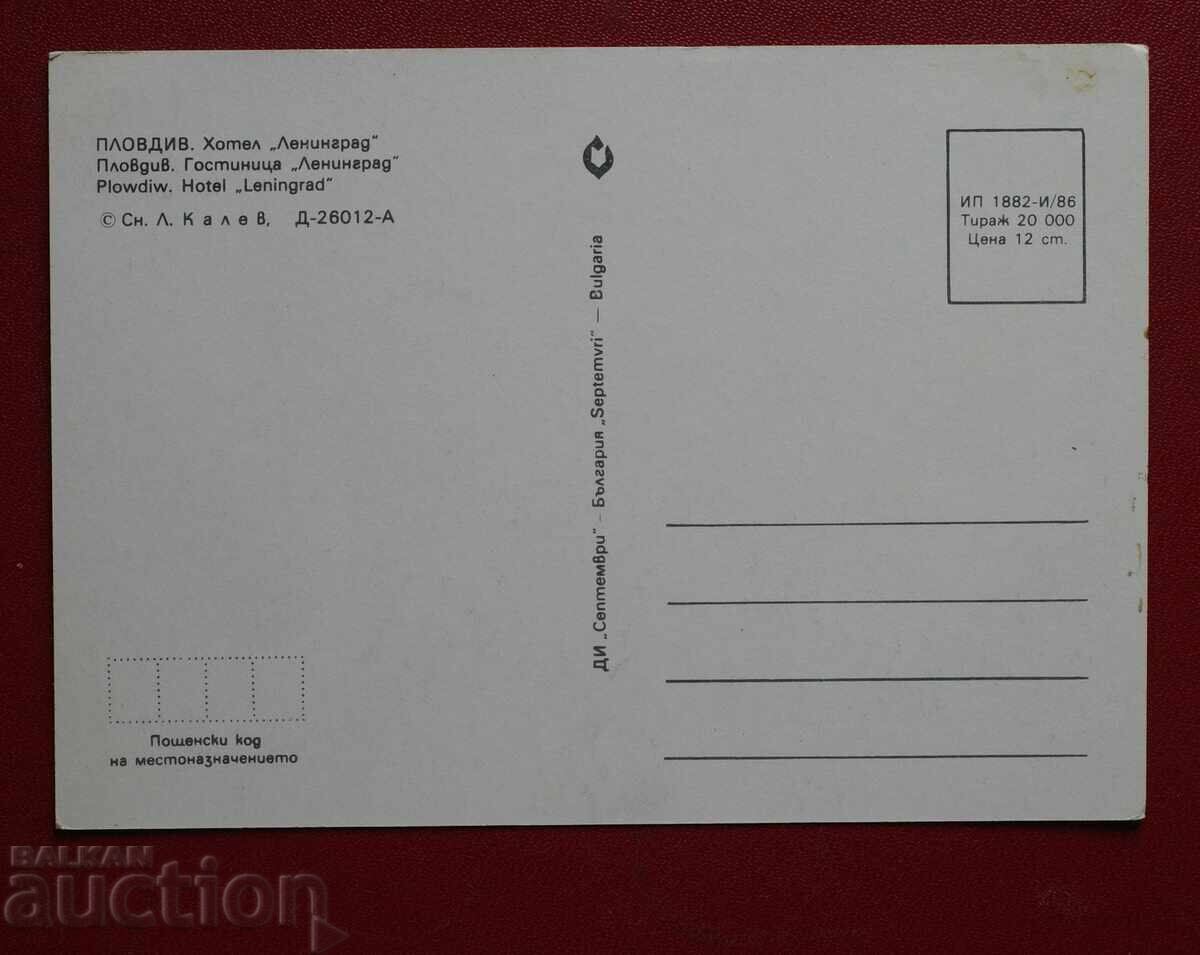 ПЛОВДИВ. Хотел „Ленинград“
Пловдив. Гостиница „Ленинград“
Plowdiw. Hotel „Leningrad“
© Сн. Л. Калев, Д-26012-А
ДИ „Септември“ – България „Septemvri“ — Bulgaria
ИП 1882-И/86
Тираж 20 000
Цена 12 ст.
Пощенски код
на местоназначението
BALKAN
auction